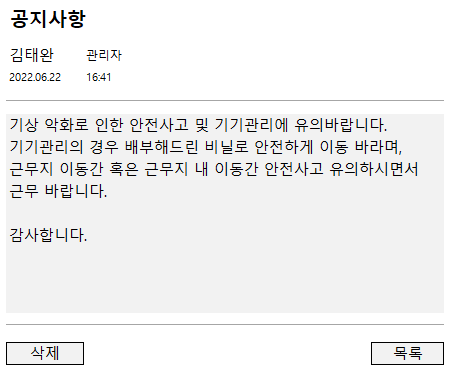 공지사항
김태완 관리자
2022.06.22 16:41
기상 악화로 인한 안전사고 및 기기관리에 유의바랍니다.
기기관리의 경우 배부해드린 비닐로 안전하게 이동 바라며,
근무지 이동간 혹은 근무지 내 이동간 안전사고 유의하시면서
근무 바랍니다.
감사합니다.
삭제 목록